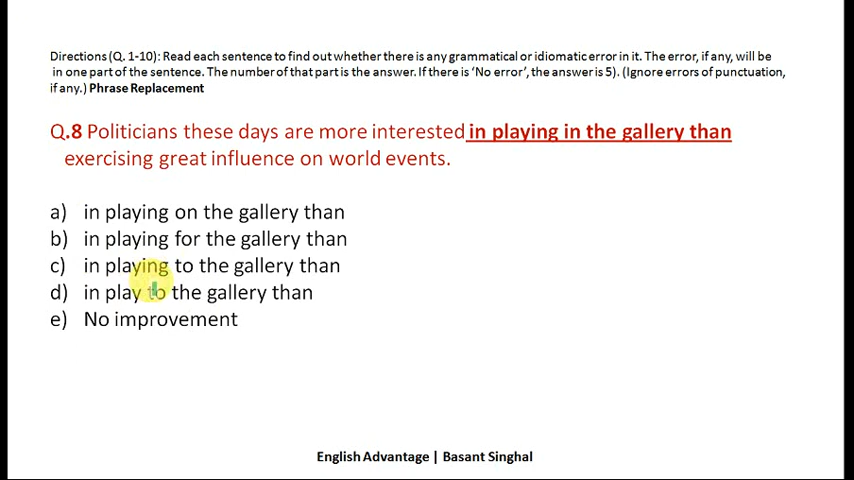 Directions (Q. 1-10): Read each sentence to find out whether there is any grammatical or idiomatic error in it. The error, if any, will be
in one part of the sentence. The number of that part is the answer. If there is ‘No error’, the answer is 5). (Ignore errors of punctuation,
if any.) Phrase Replacement
Q.8 Politicians these days are more interested in playing in the gallery than
exercising great influence on world events.
a) in playing on the gallery than
b) in playing for the gallery than
c) in playing to the gallery than
d) in play to the gallery than
e) No improvement
English Advantage | Basant Singhal